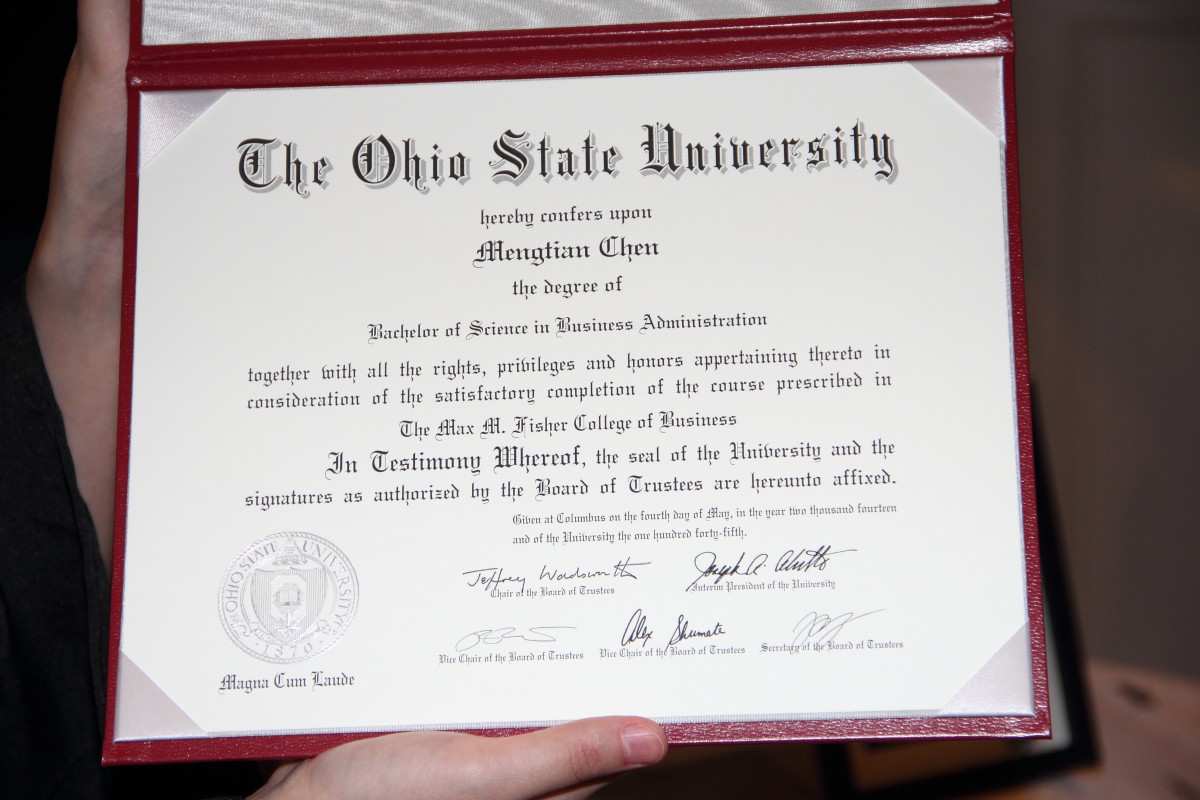 The Ohio State University
hereby confers upon
Mengtian Chen
the degree of
Bachelor of Science in Business Administration
together with all the rights, privileges and honors appertaining thereto in
consideration of the satisfactory completion of the course prescribed in
The Max M. Fisher College of Business
In Testimony Whereof, the seal of the University and the
signatures as authorized by the Board of Trustees are hereunto affixed.
Given at Columbus on the fourth day of May, in the year two thousand fourteen
and of the University the one hundred forty-fifth.
Jeffrey Wadsworth
Chair of the Board of Trustees
Joseph A. Alutto
Interim President of the University
Vice Chair of the Board of Trustees
Alex Shumate
Vice Chair of the Board of Trustees
Secretary of the Board of Trustees
THE OHIO STATE UNIVERSITY
1870
Magna Cum Laude